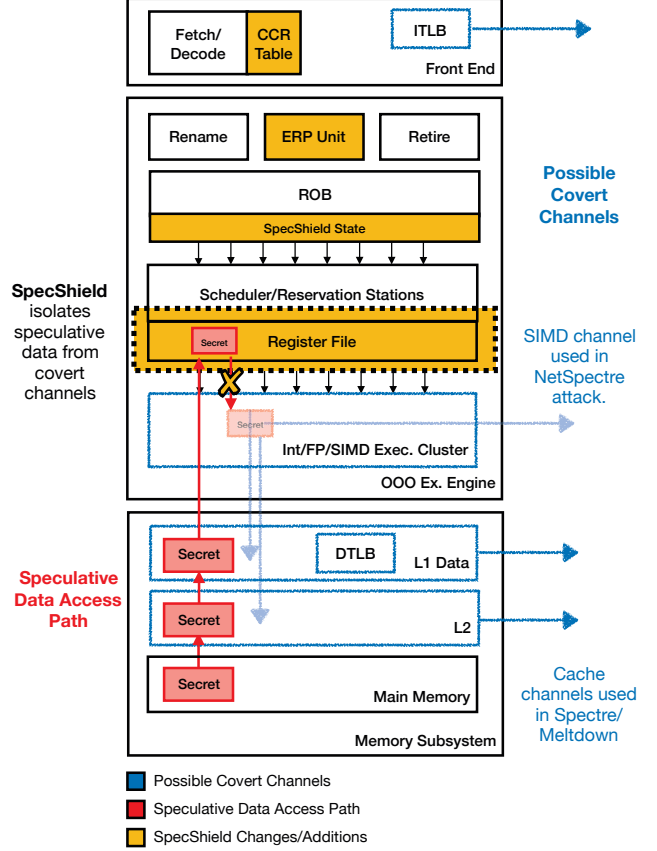 Fetch/
Decode
CCR
Table
ITLB
Front End
Rename
ERP Unit
Retire
ROB
SpecShield State
Possible
Covert
Channels
Scheduler/Reservation Stations
SpecShield
isolates
speculative
data from
covert
channels
Secret
Register File
SIMD channel
used in
NetSpectre
attack.
Secret
Int/FP/SIMD Exec. Cluster
OOO Ex. Engine
Secret
DTLB
L1 Data
Speculative
Data Access
Path
Secret
L2
Secret
Main Memory
Cache
channels used
in Spectre/
Meltdown
Memory Subsystem
Possible Covert Channels
Speculative Data Access Path
SpecShield Changes/Additions